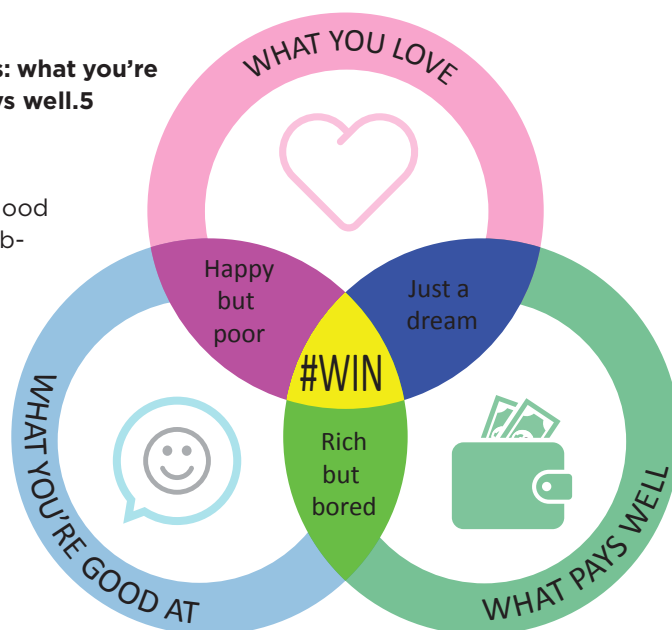 s: what you're
ys well.5
ood
b-
WHAT YOU LOVE
Happy
but
poor
Just a
dream
#WIN
Rich
but
bored
WHAT YOU'RE GOOD AT
WHAT PAYS WELL